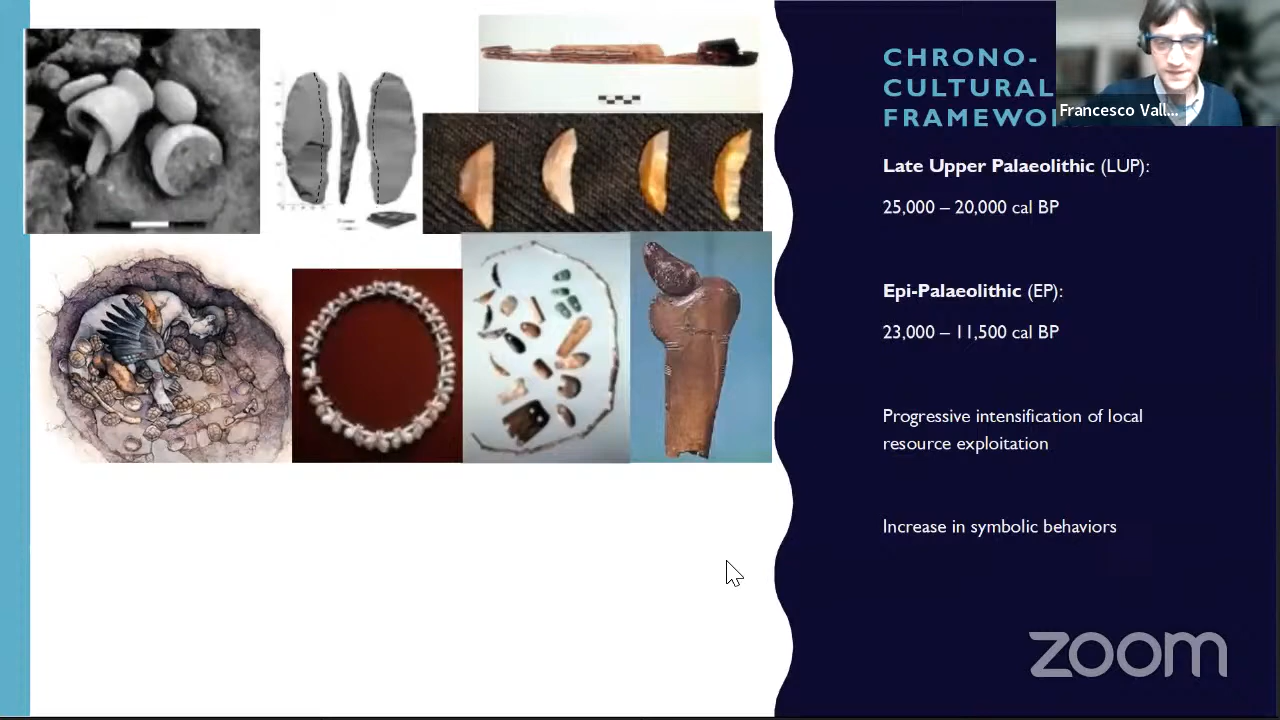 CHRONO-
CULTURAL
Francesco Vall...
Late Upper Palaeolithic (LUP):
25,000 – 20,000 cal BP
Epi-Palaeolithic (EP):
23,000 – 11,500 cal BP
Progressive intensification of local
resource exploitation
Increase in symbolic behaviors
zoom